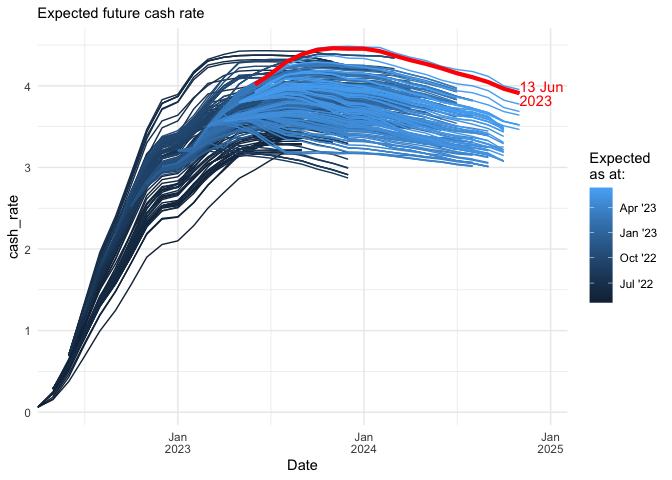 Expected future cash rate
cash_rate
4
3
2
1
0
13 Jun
2023
Jan
2023
Jan
2024
Jan
2025
Date
Expected
as at:
Apr '23
Jan '23
Oct '22
Jul '22